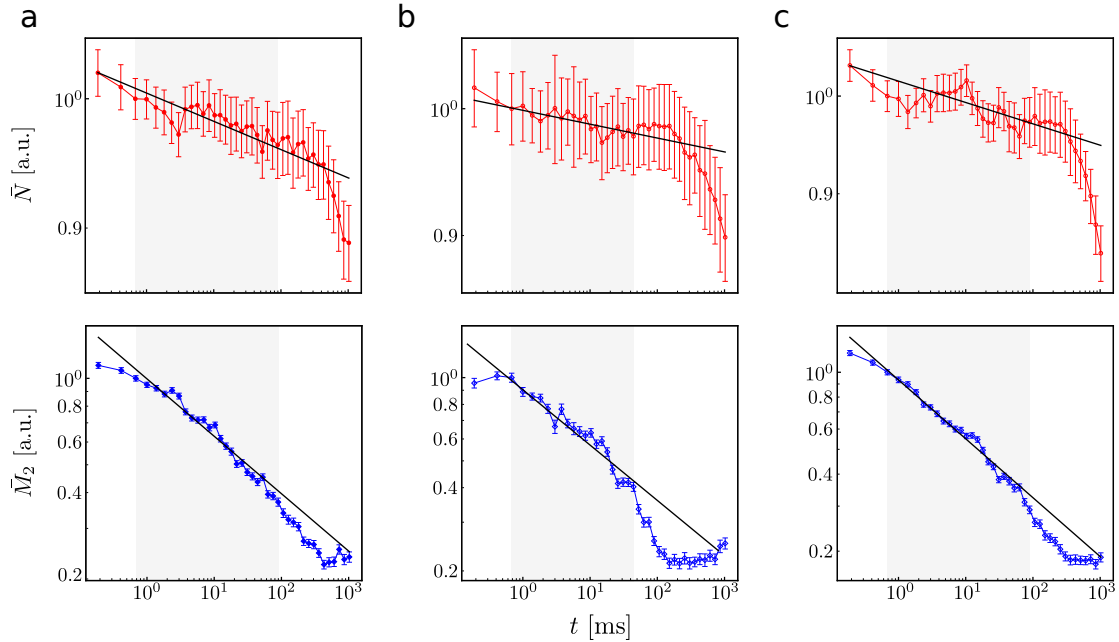 a b c
N̄ [a.u.]
10⁰ 10⁰ 10⁰
0.9 0.9 0.9
M̄₂ [a.u.]
10⁰ 10⁰ 10⁰
0.8 0.8 0.8
0.6 0.6 0.6
0.4 0.4 0.4
0.2 0.2 0.2
10⁰ 10¹ 10² 10³ 10⁰ 10¹ 10² 10³ 10⁰ 10¹ 10² 10³
t [ms]